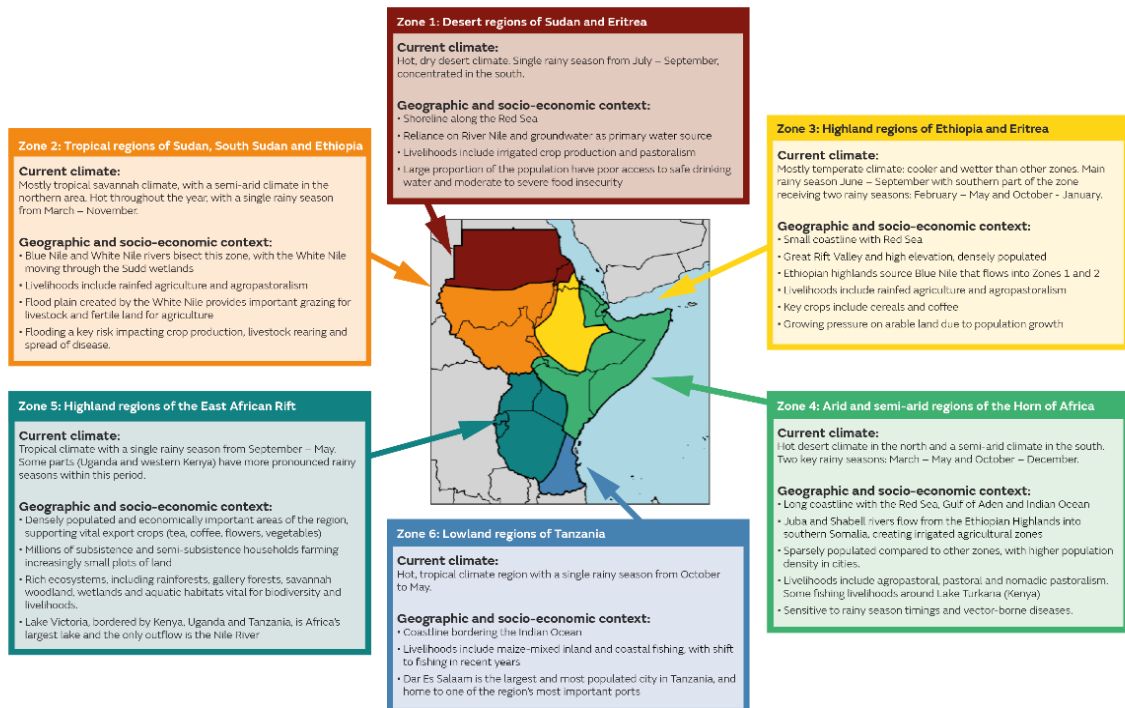 Zone 1: Desert regions of Sudan and Eritrea
Current climate:
Hot, dry desert climate. Single rainy season from July – September,
concentrated in the south.
Geographic and socio-economic context:
• Shoreline along the Red Sea
• Reliance on River Nile and groundwater as primary water source
• Livelihoods include irrigated crop production and pastoralism
• Large proportion of the population have poor access to safe drinking
water and moderate to severe food insecurity
Zone 2: Tropical regions of Sudan, South Sudan and Ethiopia
Current climate:
Mostly tropical savannah climate, with a semi-arid climate in the
northern area. Hot throughout the year, with a single rainy season
from March – November.
Geographic and socio-economic context:
• Blue Nile and White Nile rivers bisect this zone, with the White Nile
moving through the Sudd wetlands
• Livelihoods include rainfed agriculture and agropastoralism
• Flood plain created by the White Nile provides important grazing for
livestock and fertile land for agriculture
• Flooding a key risk impacting crop production, livestock rearing and
spread of disease.
Zone 3: Highland regions of Ethiopia and Eritrea
Current climate:
Mostly temperate climate: cooler and wetter than other zones. Main
rainy season June – September with southern part of the zone
receiving two rainy seasons: February – May and October - January.
Geographic and socio-economic context:
• Small coastline with Red Sea
• Great Rift Valley and high elevation, densely populated
• Ethiopian highlands source Blue Nile that flows into Zones 1 and 2
• Livelihoods include rainfed agriculture and agropastoralism
• Key crops include cereals and coffee
• Growing pressure on arable land due to population growth
Zone 5: Highland regions of the East African Rift
Current climate:
Tropical climate with a single rainy season from September – May.
Some parts (Uganda and western Kenya) have more pronounced rainy
seasons within this period.
Geographic and socio-economic context:
• Densely populated and economically important areas of the region,
supporting vital export crops (tea, coffee, flowers, vegetables)
• Millions of subsistence and semi-subsistence households farming
increasingly small plots of land
• Rich ecosystems, including rainforests, gallery forests, savannah
woodland, wetlands and aquatic habitats vital for biodiversity and
livelihoods.
• Lake Victoria, bordered by Kenya, Uganda and Tanzania, is Africa's
largest lake and the only outflow is the Nile River
Zone 4: Arid and semi-arid regions of the Horn of Africa
Current climate:
Hot desert climate in the north and a semi-arid climate in the south.
Two key rainy seasons: March – May and October – December.
Geographic and socio-economic context:
• Long coastline with the Red Sea, Gulf of Aden and Indian Ocean
• Juba and Shabell rivers flow from the Ethiopian Highlands into
southern Somalia, creating irrigated agricultural zones
• Sparsely populated compared to other zones, with higher population
density in cities.
• Livelihoods include agropastoral, pastoral and nomadic pastoralism.
Some fishing livelihoods around Lake Turkana (Kenya)
• Sensitive to rainy season timings and vector-borne diseases.
Zone 6: Lowland regions of Tanzania
Current climate:
Hot, tropical climate region with a single rainy season from October
to May.
Geographic and socio-economic context:
• Coastline bordering the Indian Ocean
• Livelihoods include maize-mixed inland and coastal fishing, with shift
to fishing in recent years
• Dar Es Salaam is the largest and most populated city in Tanzania, and
home to one of the region's most important ports